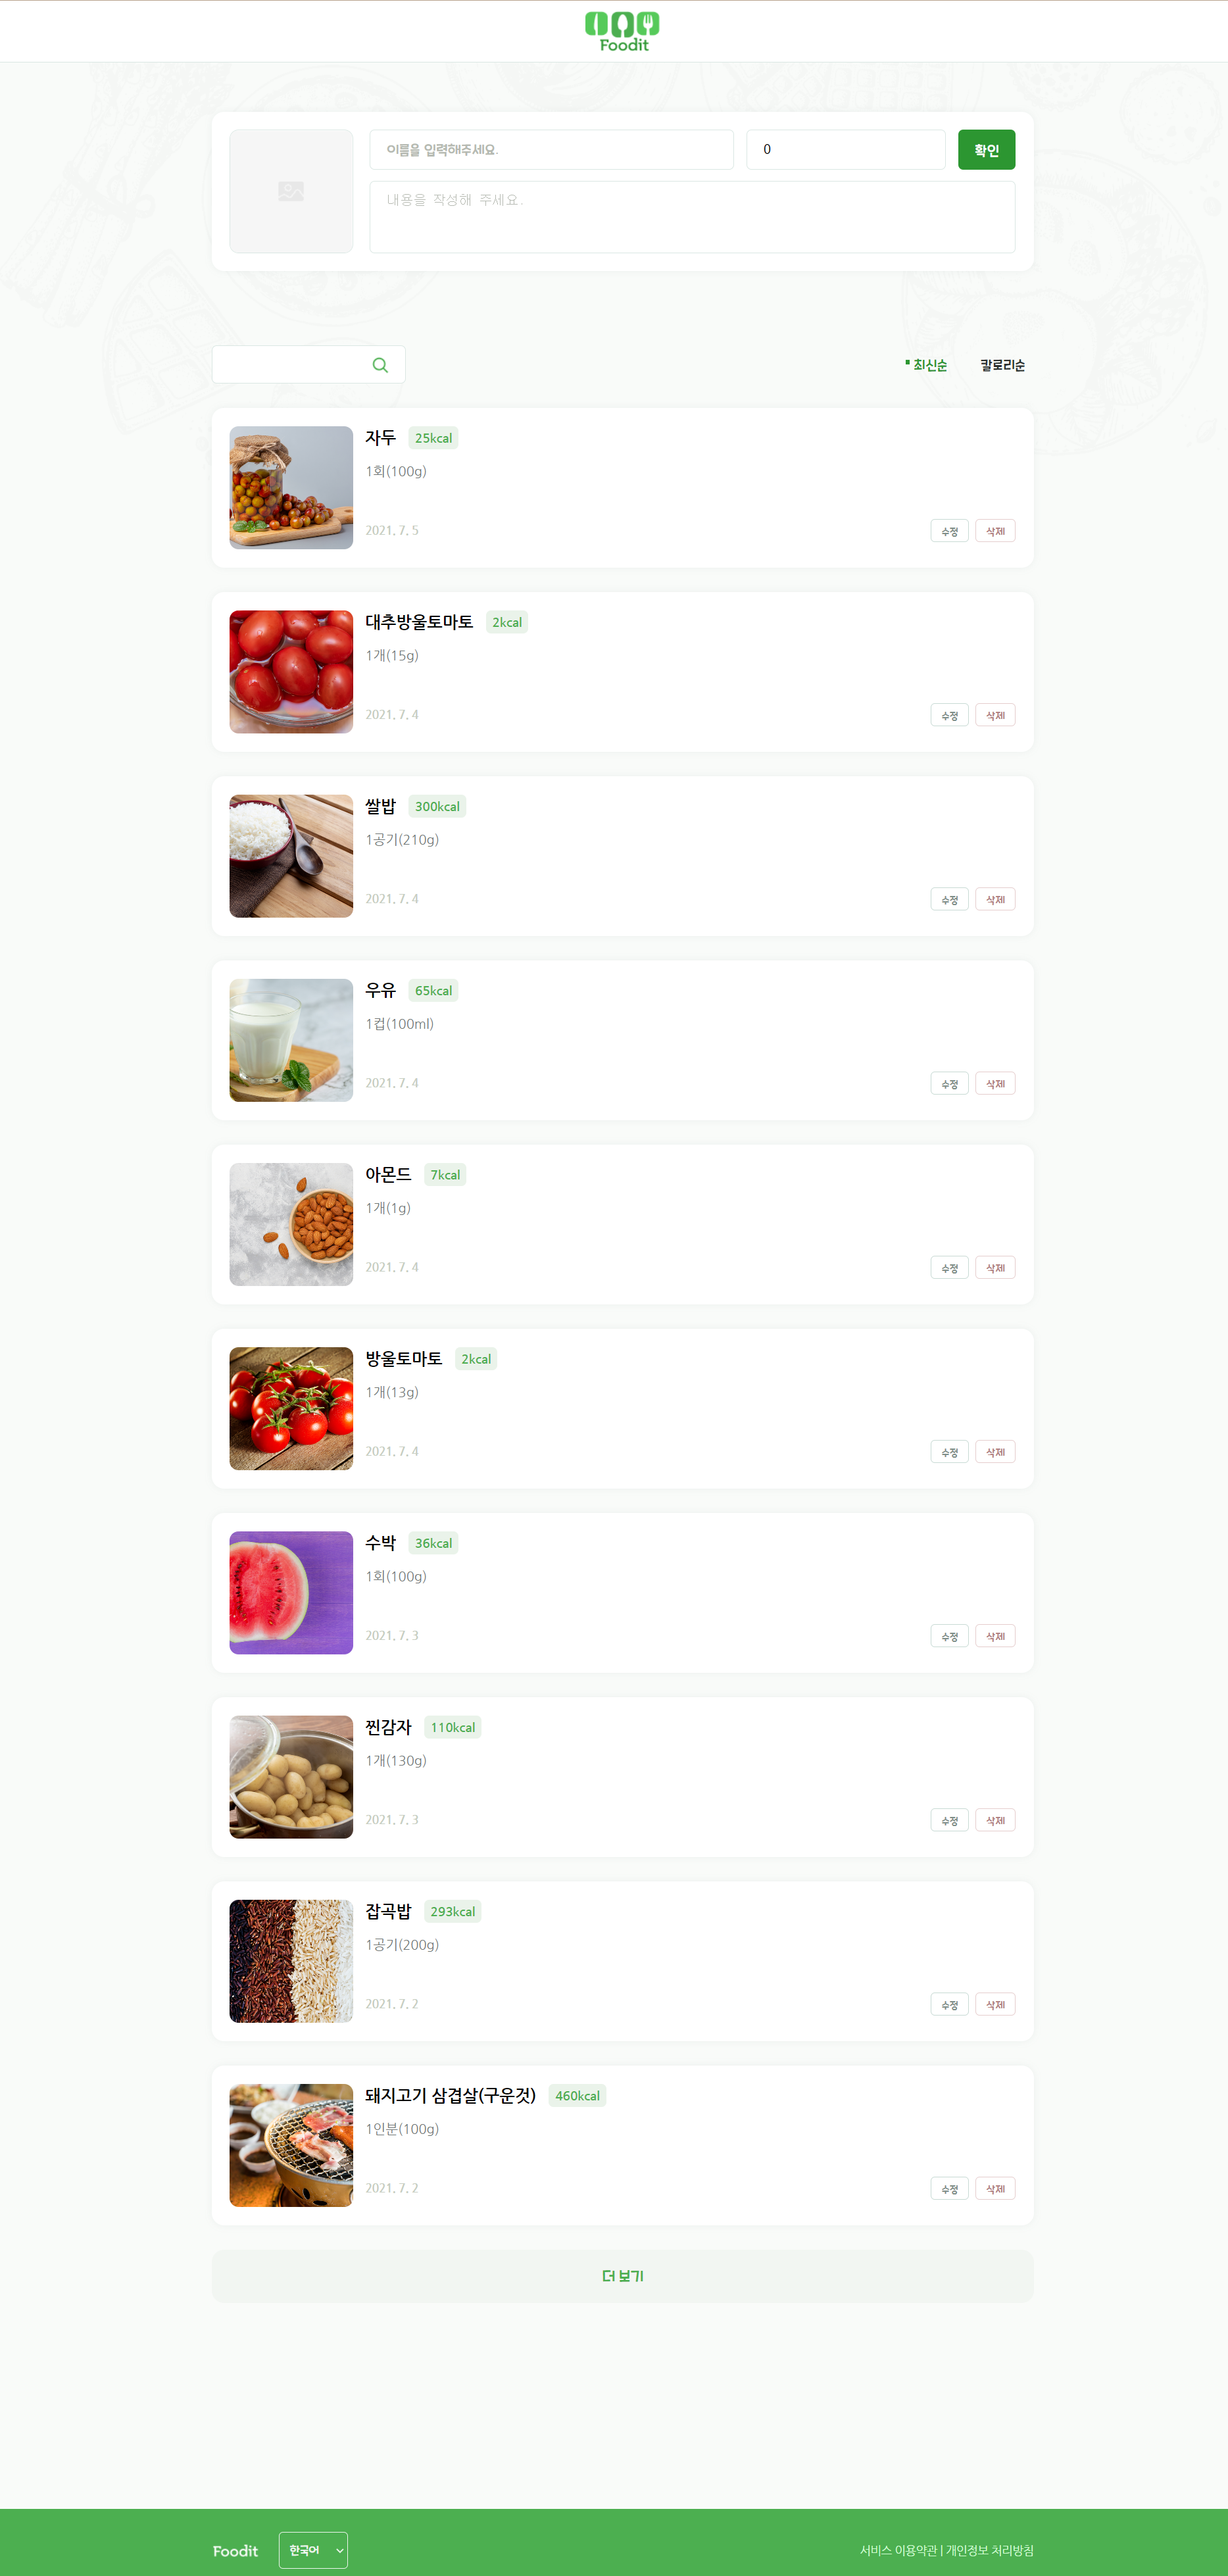 Foodit
이름을 입력해주세요.
0
확인
내용을 작성해 주세요.
최신순
칼로리순
자두
25kcal
1회(100g)
2021. 7. 5
수정
삭제
대추방울토마토
2kcal
1개(15g)
2021. 7. 4
수정
삭제
쌀밥
300kcal
1공기(210g)
2021. 7. 4
수정
삭제
우유
65kcal
1컵(100ml)
2021. 7. 4
수정
삭제
아몬드
7kcal
1개(1g)
2021. 7. 4
수정
삭제
방울토마토
2kcal
1개(13g)
2021. 7. 4
수정
삭제
수박
36kcal
1회(100g)
2021. 7. 3
수정
삭제
찐감자
110kcal
1개(130g)
2021. 7. 3
수정
삭제
잡곡밥
293kcal
1공기(200g)
2021. 7. 2
수정
삭제
돼지고기 삼겹살(구운것)
460kcal
1인분(100g)
2021. 7. 2
수정
삭제
더 보기
Foodit
한국어
서비스 이용약관 | 개인정보 처리방침